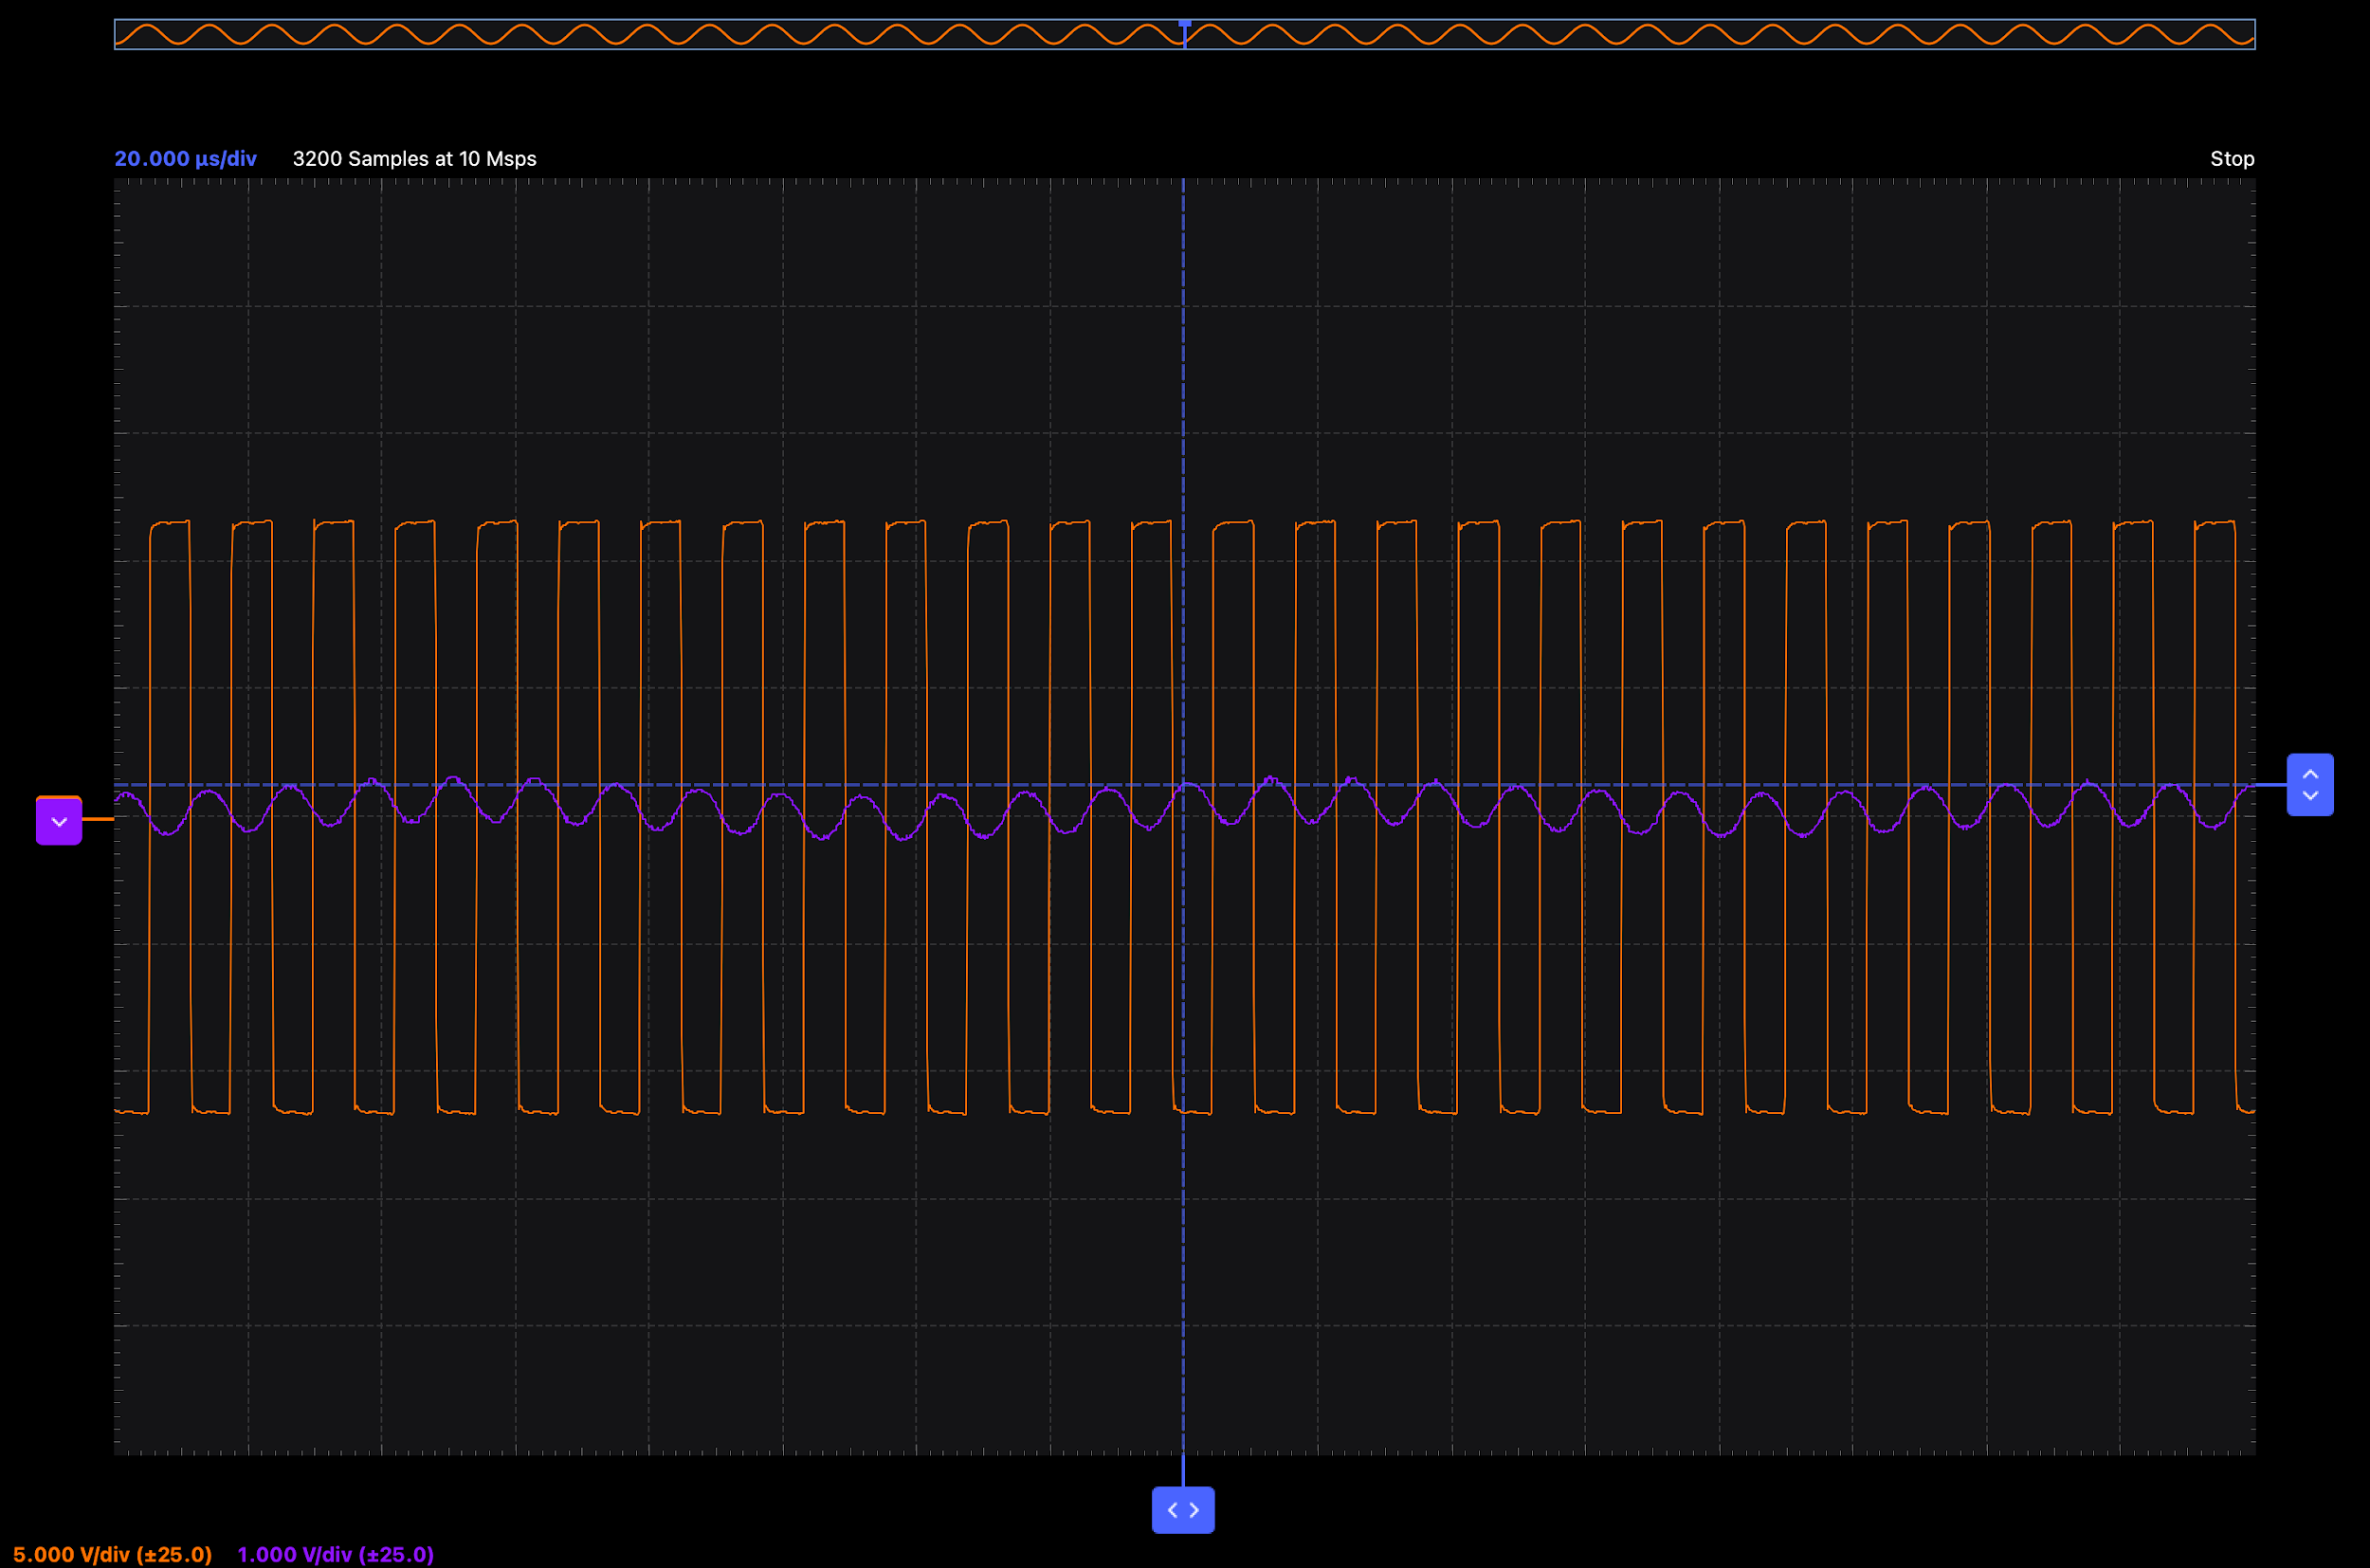 20.000 µs/div 3200 Samples at 10 Msps Stop
5.000 V/div (±25.0) 1.000 V/div (±25.0)